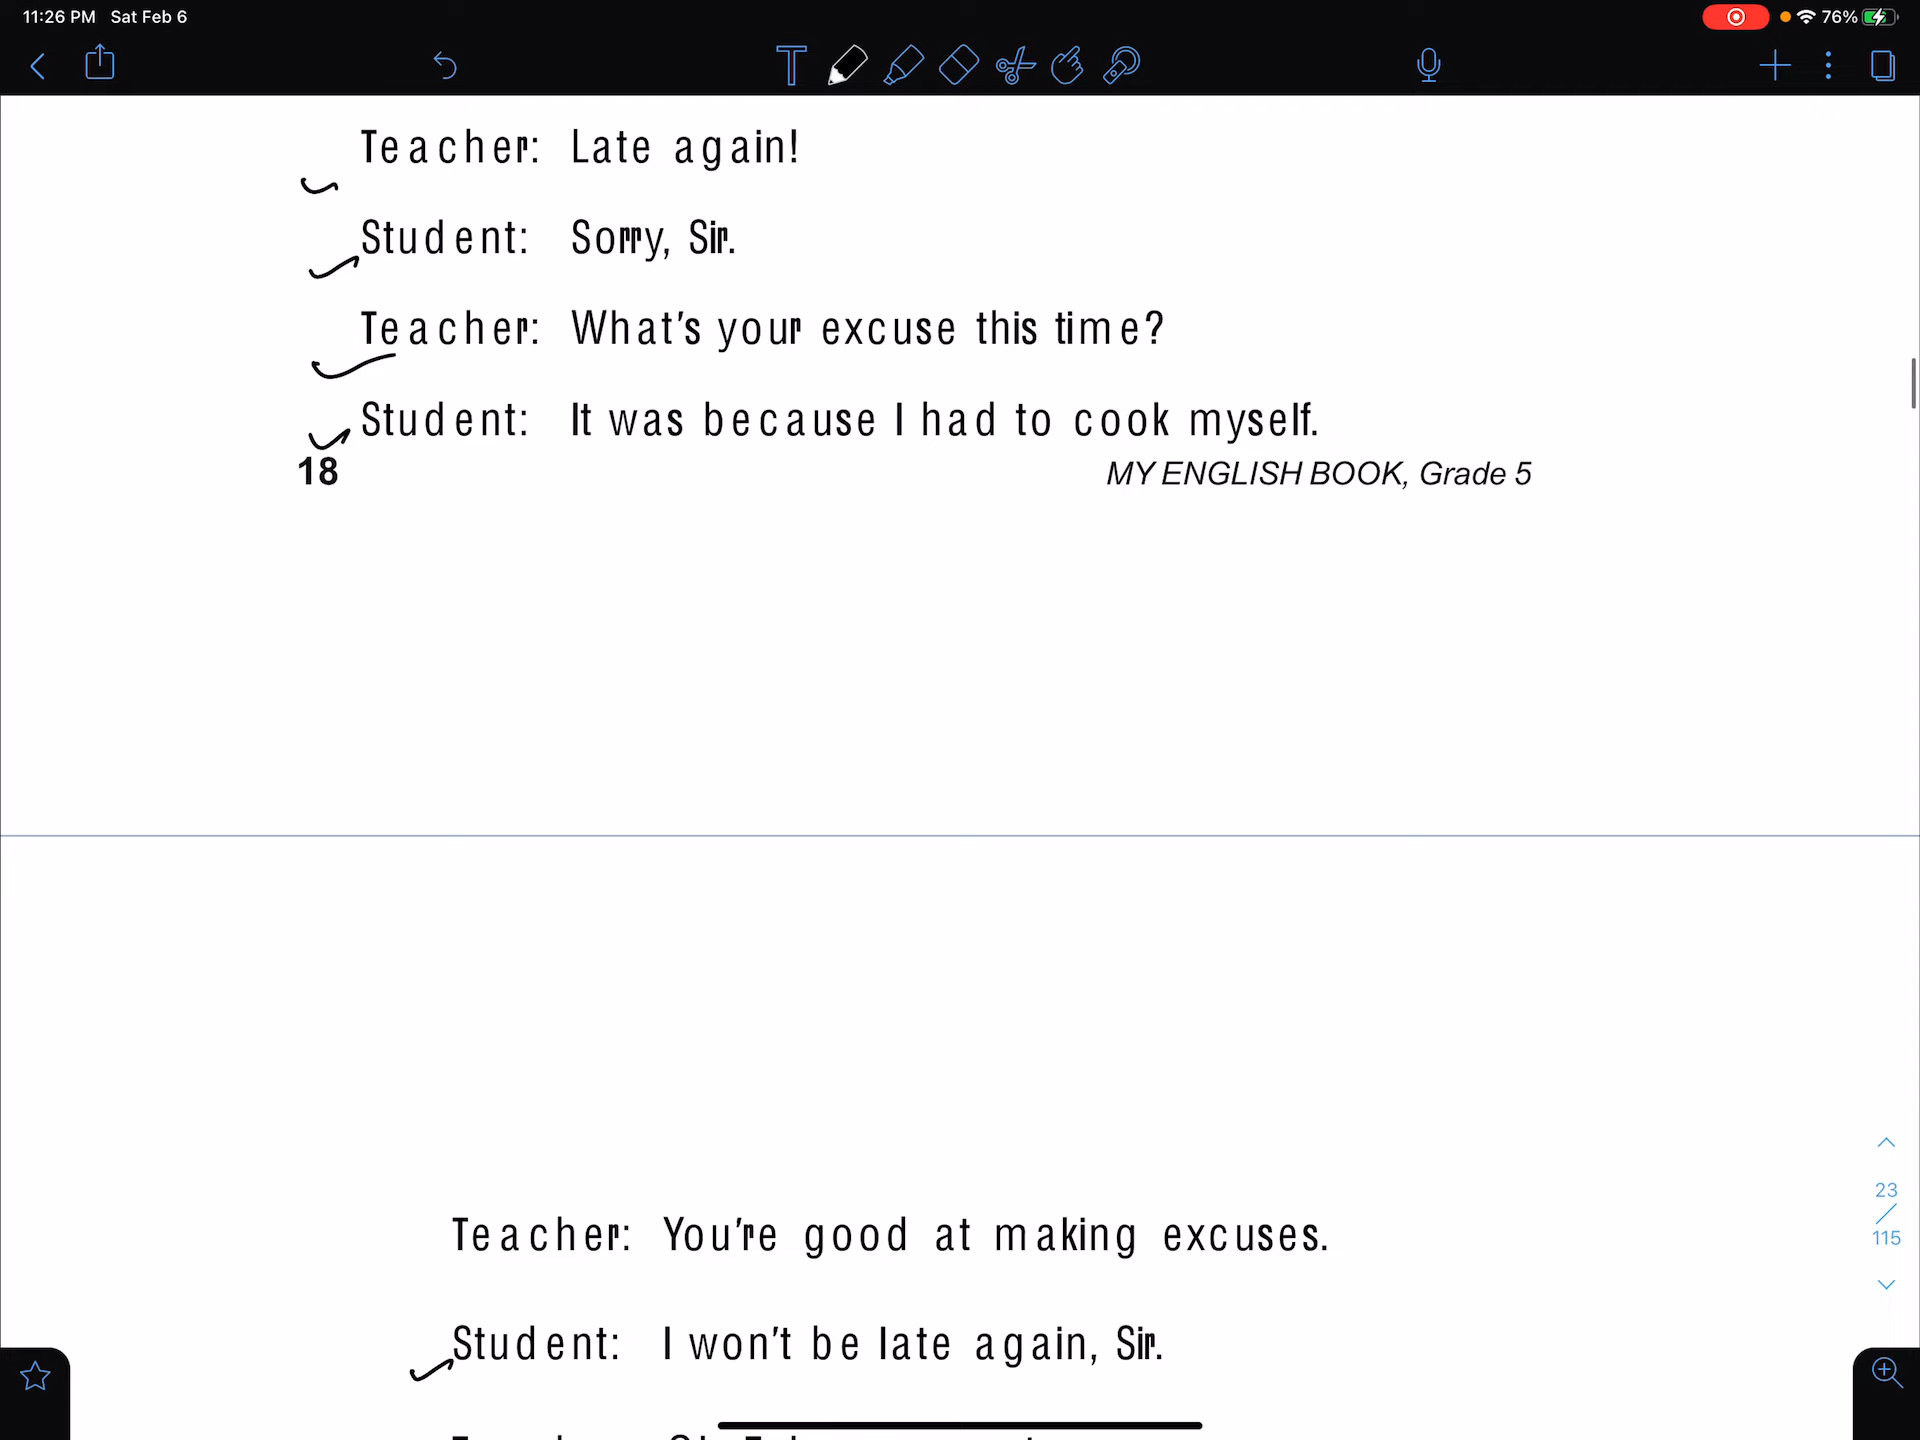 11:26 PM Sat Feb 6
76%
Teacher: Late again!
Student: Sorry, Sir.
Teacher: What's your excuse this time?
Student: It was because I had to cook myself.
18 MY ENGLISH BOOK, Grade 5
Teacher: You're good at making excuses.
Student: I won't be late again, Sir.
23
115